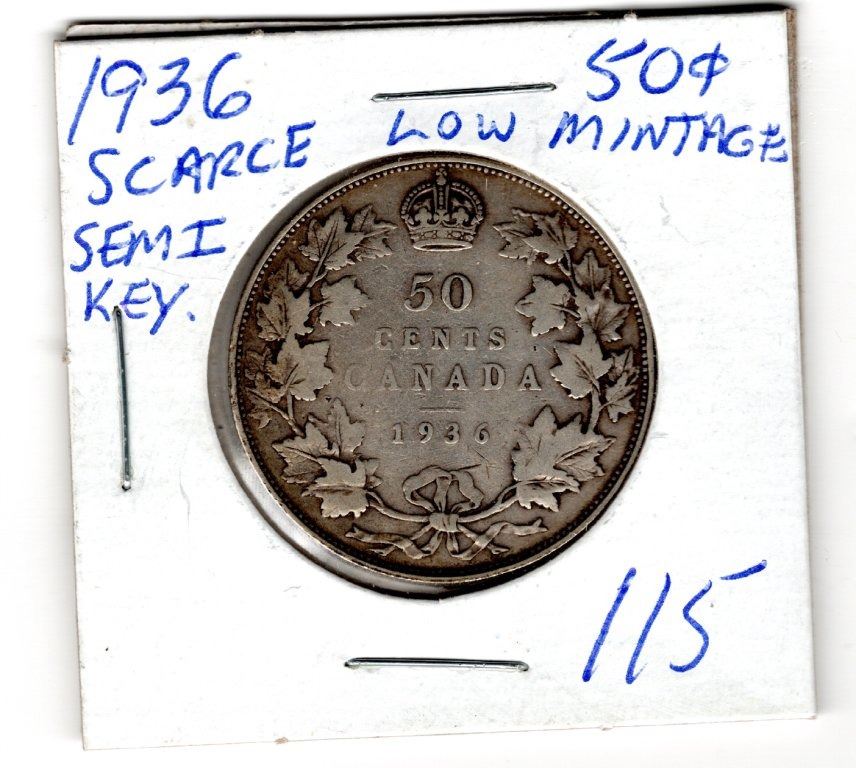 1936 50¢
SCARCE LOW MINTAGE
SEMI
KEY.
50
CENTS
CANADA
1936
115